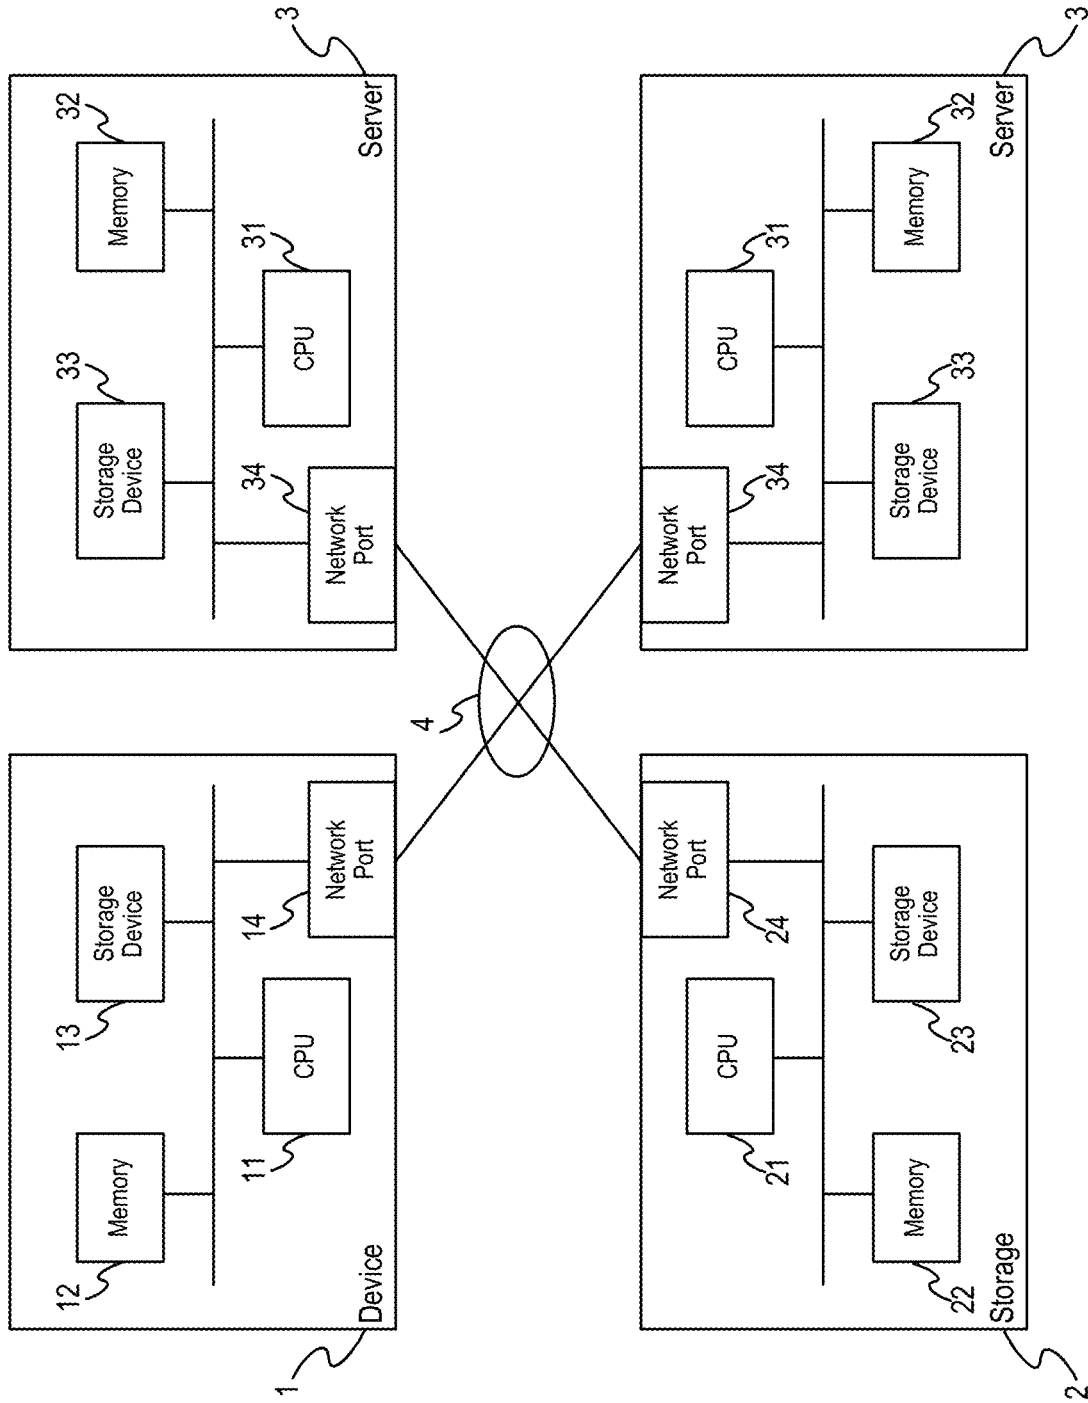 1
Device
12
Memory
13
Storage
Device
11
CPU
14
Network
Port
3
Server
33
Storage
Device
32
Memory
34
Network
Port
31
CPU
4
2
Storage
21
CPU
24
Network
Port
22
Memory
23
Storage
Device
3
Server
34
Network
Port
31
CPU
33
Storage
Device
32
Memory